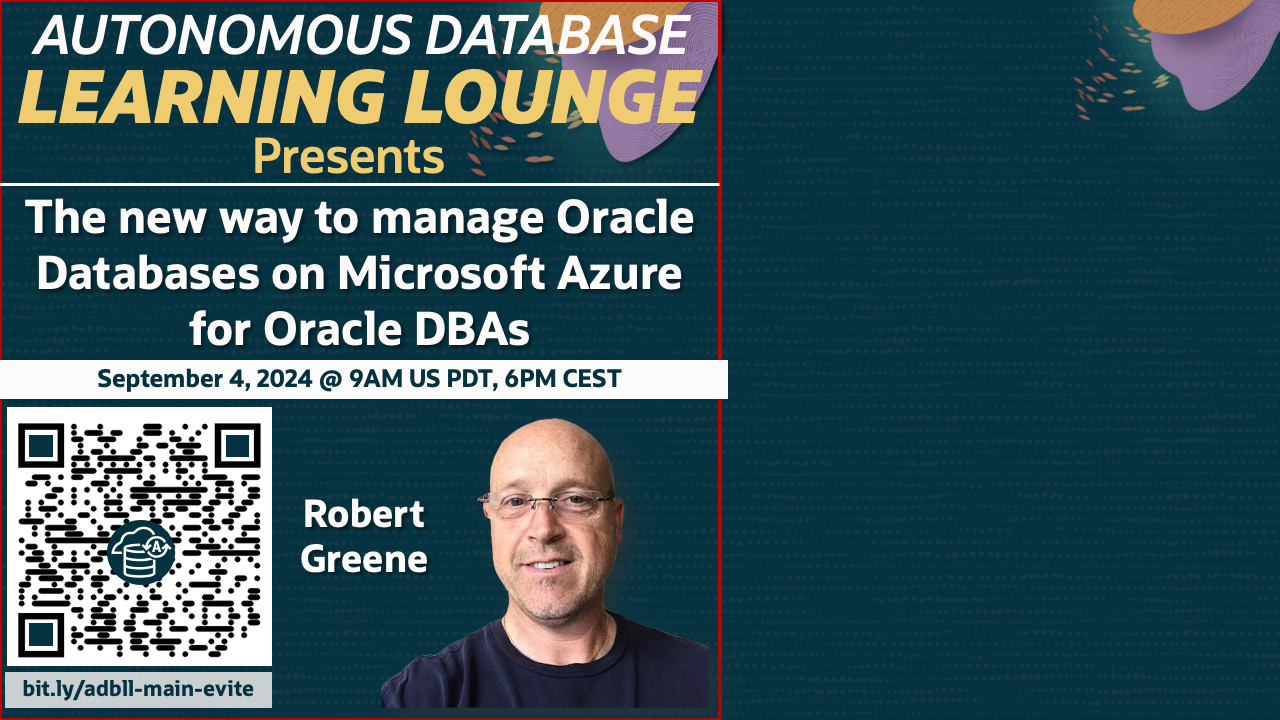 AUTONOMOUS DATABASE
LEARNING LOUNGE
Presents
The new way to manage Oracle
Databases on Microsoft Azure
for Oracle DBAs
September 4, 2024 @ 9AM US PDT, 6PM CEST
A
Robert
Greene
bit.ly/adbll-main-evite